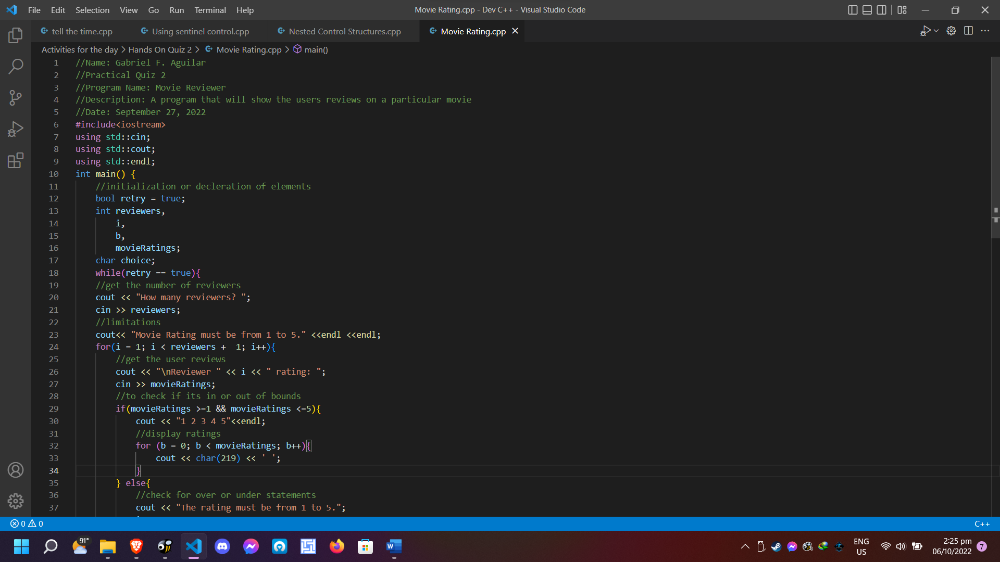 File Edit Selection View Go Run Terminal Help
Movie Rating.cpp - Dev C++ - Visual Studio Code
tell the time.cpp
Using sentinel control.cpp
Nested Control Structures.cpp
Movie Rating.cpp
Activities for the day > Hands On Quiz 2 > Movie Rating.cpp > main()
1 //Name: Gabriel F. Aguilar
2 //Practical Quiz 2
3 //Program Name: Movie Reviewer
4 //Description: A program that will show the users reviews on a particular movie
5 //Date: September 27, 2022
6 #include<iostream>
7 using std::cin;
8 using std::cout;
9 using std::endl;
10 int main() {
11     //initialization or decleration of elements
12     bool retry = true;
13     int reviewers,
14         i,
15         b,
16         movieRatings;
17     char choice;
18     while(retry == true){
19     //get the number of reviewers
20     cout << "How many reviewers? ";
21     cin >> reviewers;
22     //limitations
23     cout<< "Movie Rating must be from 1 to 5." <<endl <<endl;
24     for(i = 1; i < reviewers +  1; i++){
25         //get the user reviews
26         cout << "\nReviewer " << i << " rating: ";
27         cin >> movieRatings;
28         //to check if its in or out of bounds
29         if(movieRatings >=1 && movieRatings <=5){
30             cout << "1 2 3 4 5"<<endl;
31             //display ratings
32             for (b = 0; b < movieRatings; b++){
33                 cout << char(219) << ' ';
34             }
35         } else{
36             //check for over or under statements
37             cout << "The rating must be from 1 to 5.";
0 0
C++
91°
ENG
US
2:25 pm
06/10/2022
7